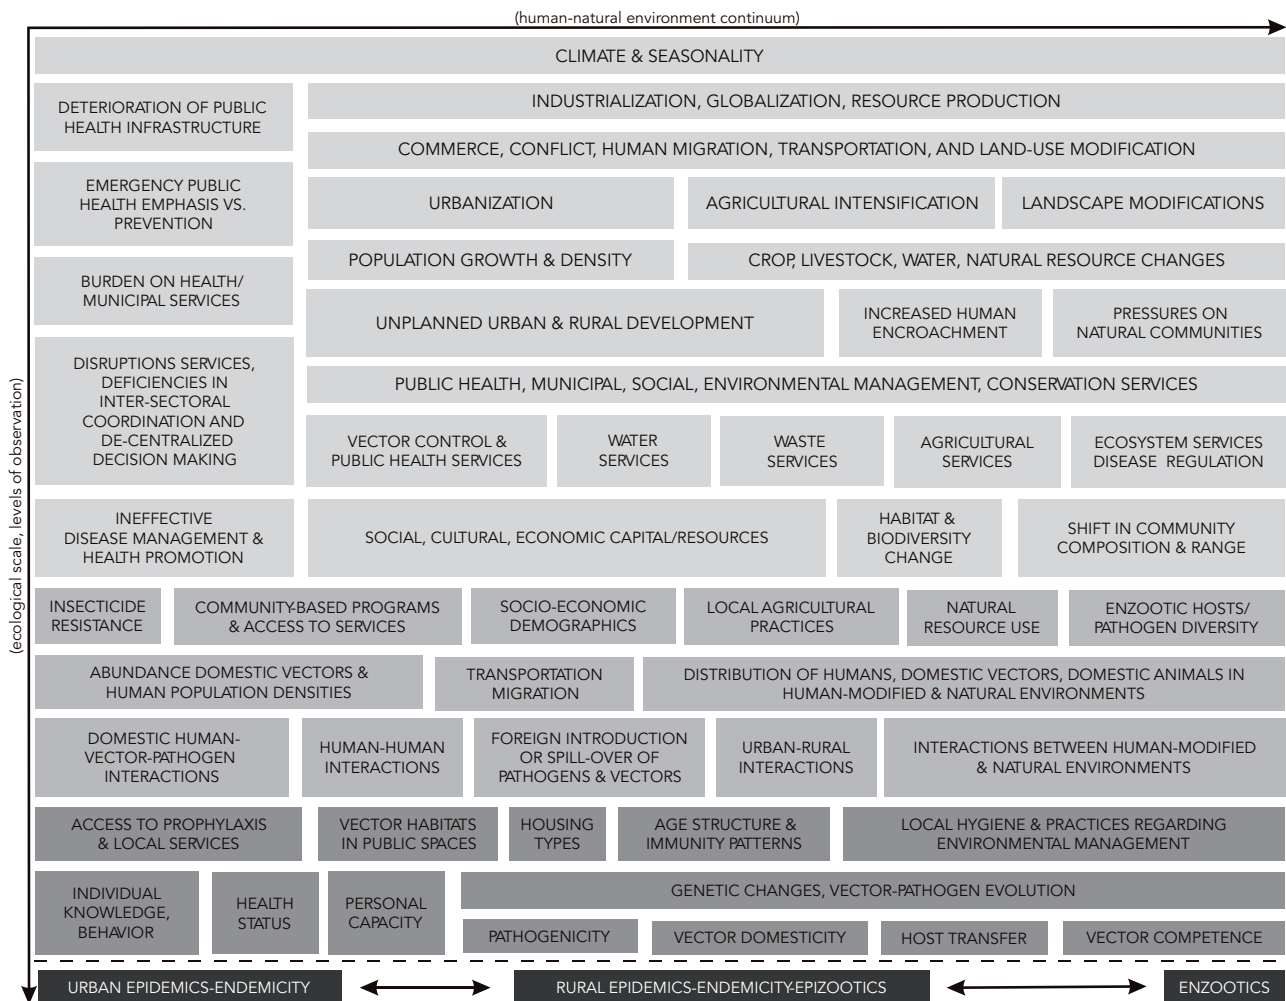 (human-natural environment continuum)
(ecological scale, levels of observation)
CLIMATE & SEASONALITY
DETERIORATION OF PUBLIC
HEALTH INFRASTRUCTURE
INDUSTRIALIZATION, GLOBALIZATION, RESOURCE PRODUCTION
COMMERCE, CONFLICT, HUMAN MIGRATION, TRANSPORTATION, AND LAND-USE MODIFICATION
EMERGENCY PUBLIC
HEALTH EMPHASIS VS.
PREVENTION
URBANIZATION
AGRICULTURAL INTENSIFICATION
LANDSCAPE MODIFICATIONS
POPULATION GROWTH & DENSITY
CROP, LIVESTOCK, WATER, NATURAL RESOURCE CHANGES
BURDEN ON HEALTH/
MUNICIPAL SERVICES
UNPLANNED URBAN & RURAL DEVELOPMENT
INCREASED HUMAN
ENCROACHMENT
PRESSURES ON
NATURAL COMMUNITIES
DISRUPTIONS SERVICES,
DEFICIENCIES IN
INTER-SECTORAL
COORDINATION AND
DE-CENTRALIZED
DECISION MAKING
PUBLIC HEALTH, MUNICIPAL, SOCIAL, ENVIRONMENTAL MANAGEMENT, CONSERVATION SERVICES
VECTOR CONTROL &
PUBLIC HEALTH SERVICES
WATER
SERVICES
WASTE
SERVICES
AGRICULTURAL
SERVICES
ECOSYSTEM SERVICES
DISEASE REGULATION
INEFFECTIVE
DISEASE MANAGEMENT &
HEALTH PROMOTION
SOCIAL, CULTURAL, ECONOMIC CAPITAL/RESOURCES
HABITAT &
BIODIVERSITY
CHANGE
SHIFT IN COMMUNITY
COMPOSITION & RANGE
INSECTICIDE
RESISTANCE
COMMUNITY-BASED PROGRAMS
& ACCESS TO SERVICES
SOCIO-ECONOMIC
DEMOGRAPHICS
LOCAL AGRICULTURAL
PRACTICES
NATURAL
RESOURCE USE
ENZOOTIC HOSTS/
PATHOGEN DIVERSITY
ABUNDANCE DOMESTIC VECTORS &
HUMAN POPULATION DENSITIES
TRANSPORTATION
MIGRATION
DISTRIBUTION OF HUMANS, DOMESTIC VECTORS, DOMESTIC ANIMALS IN
HUMAN-MODIFIED & NATURAL ENVIRONMENTS
DOMESTIC HUMAN-
VECTOR-PATHOGEN
INTERACTIONS
HUMAN-HUMAN
INTERACTIONS
FOREIGN INTRODUCTION
OR SPILL-OVER OF
PATHOGENS & VECTORS
URBAN-RURAL
INTERACTIONS
INTERACTIONS BETWEEN HUMAN-MODIFIED
& NATURAL ENVIRONMENTS
ACCESS TO PROPHYLAXIS
& LOCAL SERVICES
VECTOR HABITATS
IN PUBLIC SPACES
HOUSING
TYPES
AGE STRUCTURE &
IMMUNITY PATTERNS
LOCAL HYGIENE & PRACTICES REGARDING
ENVIRONMENTAL MANAGEMENT
INDIVIDUAL
KNOWLEDGE,
BEHAVIOR
HEALTH
STATUS
PERSONAL
CAPACITY
GENETIC CHANGES, VECTOR-PATHOGEN EVOLUTION
PATHOGENICITY
VECTOR DOMESTICITY
HOST TRANSFER
VECTOR COMPETENCE
URBAN EPIDEMICS-ENDEMICITY
RURAL EPIDEMICS-ENDEMICITY-EPIZOOTICS
ENZOOTICS